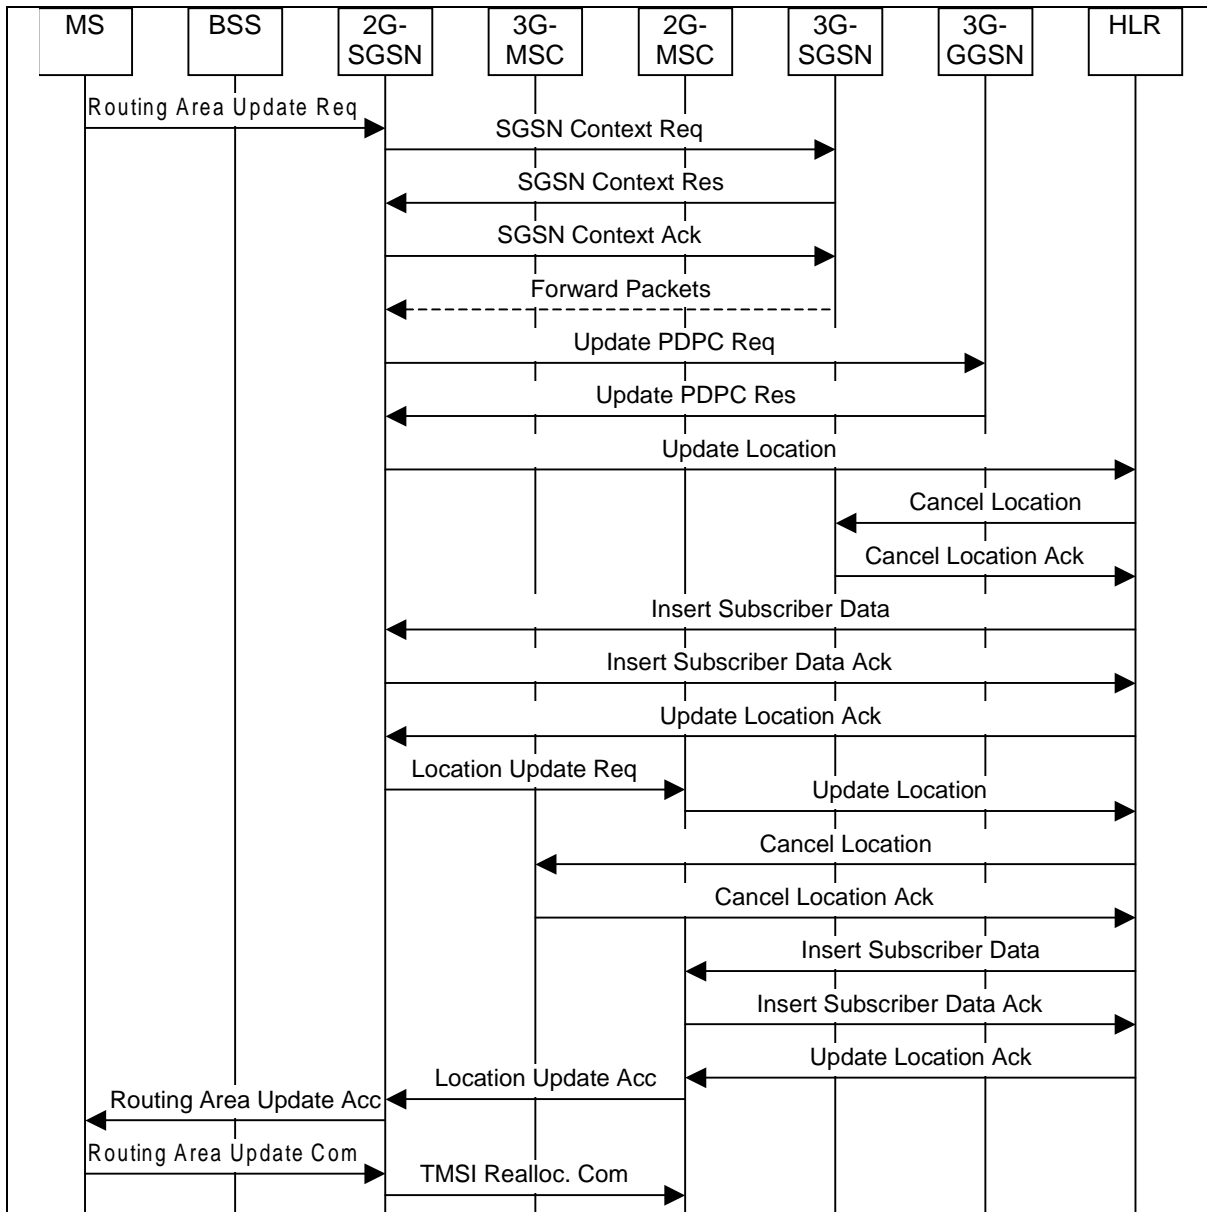 MS
BSS
2G-
SGSN
3G-
MSC
2G-
MSC
3G-
SGSN
3G-
GGSN
HLR
Routing Area Update Req
SGSN Context Req
SGSN Context Res
SGSN Context Ack
Forward Packets
Update PDPC Req
Update PDPC Res
Update Location
Cancel Location
Cancel Location Ack
Insert Subscriber Data
Insert Subscriber Data Ack
Update Location Ack
Location Update Req
Update Location
Cancel Location
Cancel Location Ack
Insert Subscriber Data
Insert Subscriber Data Ack
Update Location Ack
Location Update Acc
Routing Area Update Acc
Routing Area Update Com
TMSI Realloc. Com